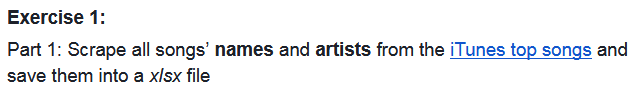 Exercise 1:
Part 1: Scrape all songs’ names and artists from the iTunes top songs and
save them into a xlsx file